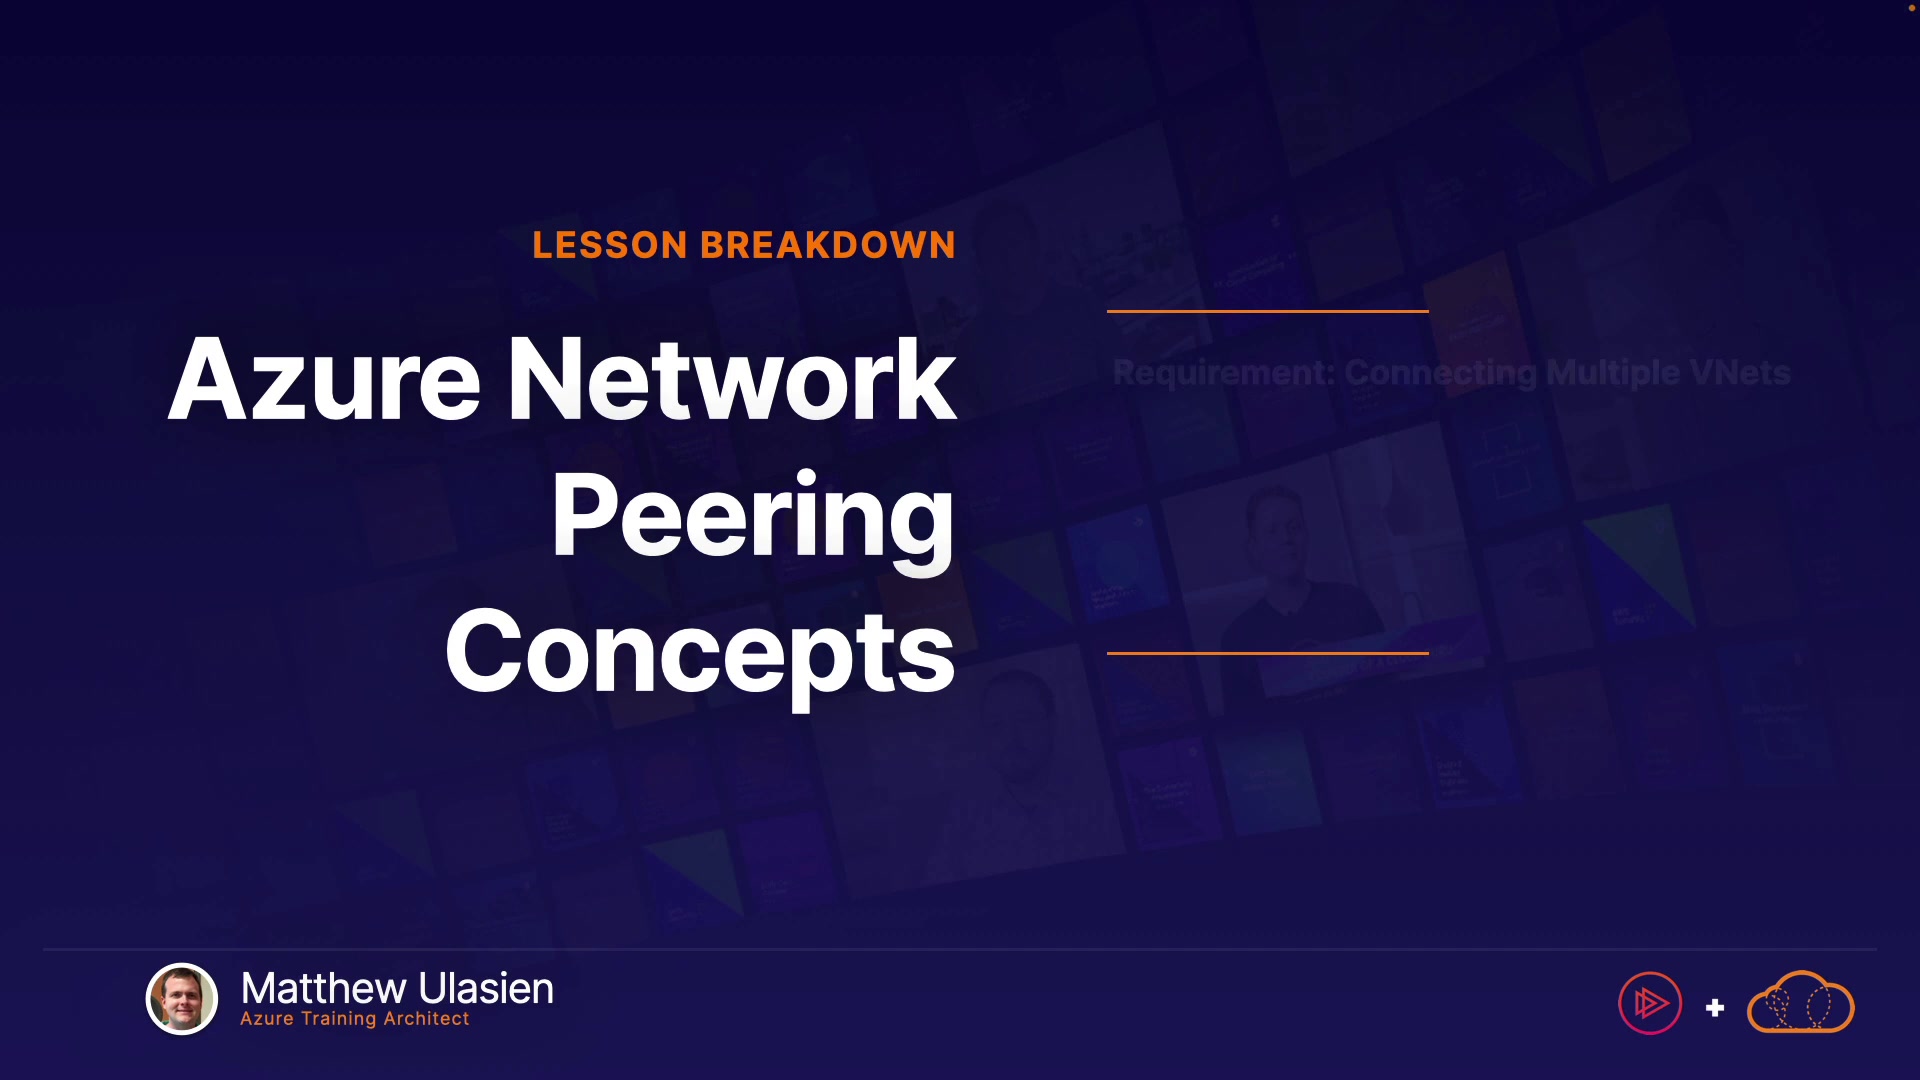 LESSON BREAKDOWN
Azure Network
Peering
Concepts
Requirement: Connecting Multiple VNets
Matthew Ulasien
Azure Training Architect